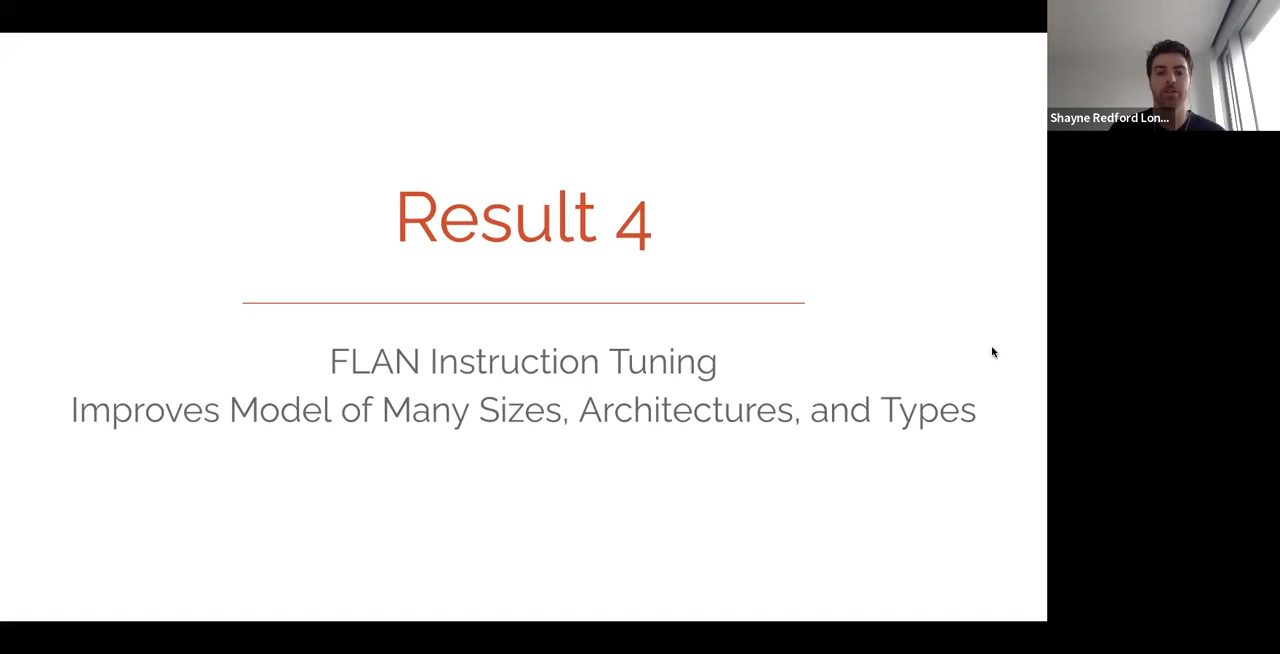 Result 4
FLAN Instruction Tuning
Improves Model of Many Sizes, Architectures, and Types
Shayne Redford Lon...